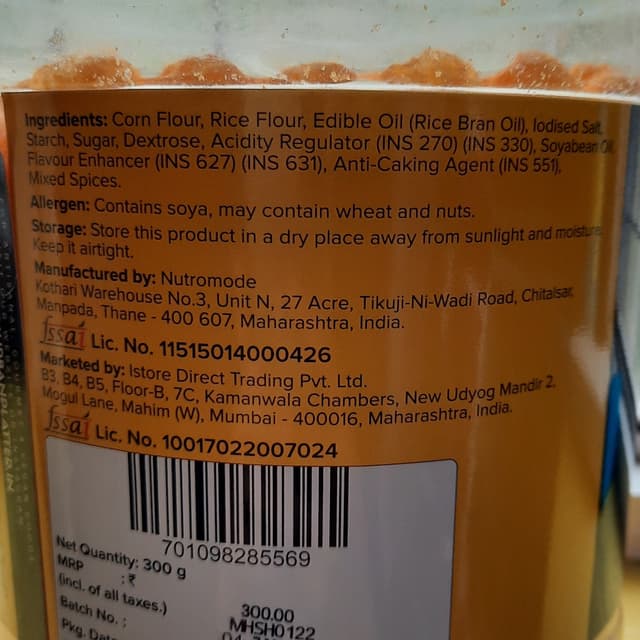 Ingredients: Corn Flour, Rice Flour, Edible Oil (Rice Bran Oil), Iodised Salt,
Starch, Sugar, Dextrose, Acidity Regulator (INS 270) (INS 330), Soyabean Oil,
Flavour Enhancer (INS 627) (INS 631), Anti-Caking Agent (INS 551),
Mixed Spices.
Allergen: Contains soya, may contain wheat and nuts.
Storage: Store this product in a dry place away from sunlight and moisture.
Keep it airtight.
Manufactured by: Nutromode
Kothari Warehouse No.3, Unit N, 27 Acre, Tikuji-Ni-Wadi Road, Chitalsar,
Manpada, Thane - 400 607, Maharashtra, India.
fssai Lic. No. 11515014000426
Marketed by: Istore Direct Trading Pvt. Ltd.
B3, B4, B5, Floor-B, 7C, Kamanwala Chambers, New Udyog Mandir 2,
Mogul Lane, Mahim (W), Mumbai - 400016, Maharashtra, India.
fssai Lic. No. 10017022007024
701098285569
Net Quantity: 300 g
MRP :₹
(incl. of all taxes.) 300.00
Batch No. : MHSH0122
Pkg. Dat